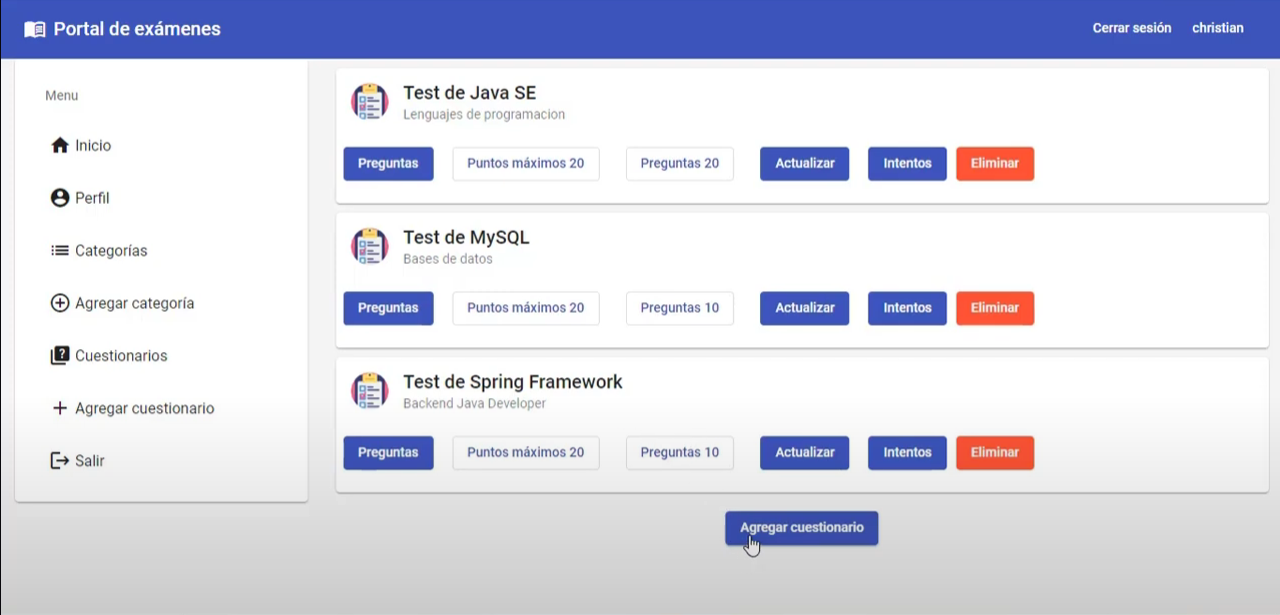 Portal de exámenes
Cerrar sesión christian
Menu
Inicio
Perfil
Categorías
Agregar categoría
Cuestionarios
Agregar cuestionario
Salir
Test de Java SE
Lenguajes de programacion
Preguntas Puntos máximos 20 Preguntas 20 Actualizar Intentos Eliminar
Test de MySQL
Bases de datos
Preguntas Puntos máximos 20 Preguntas 10 Actualizar Intentos Eliminar
Test de Spring Framework
Backend Java Developer
Preguntas Puntos máximos 20 Preguntas 10 Actualizar Intentos Eliminar
Agregar cuestionario